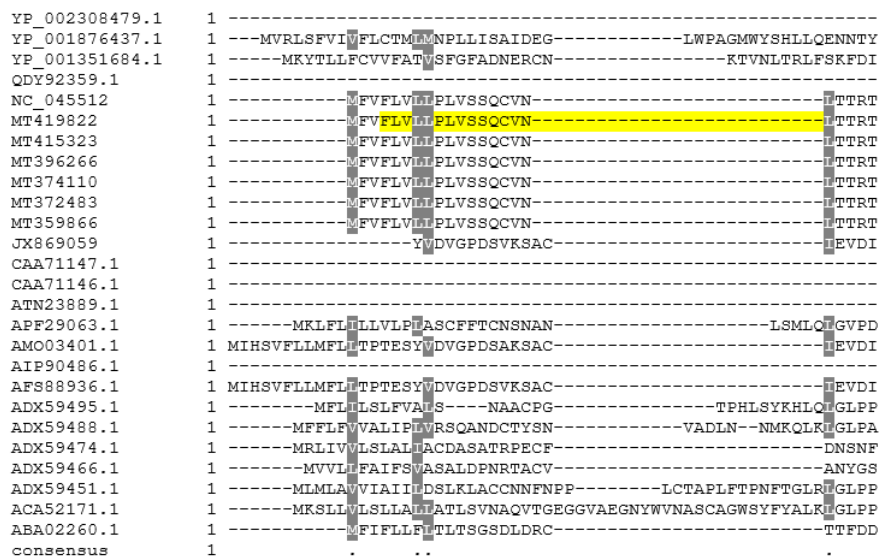 YP_002308479.1 1 ------------------------------------------------------------
YP_001876437.1 1 ---MVRLSFVIVFLCTMLMNPLLISAIDEG------------LWPAGMWYSHLLQENNTY
YP_001351684.1 1 -----MKYTLLFCVVFATVSFGFADNERCN----------------KTVNLTRLFSKFDI
QDY92359.1 1 ------------------------------------------------------------
NC_045512 1 -----------MFVFLVLLPLVSSQCVN---------------------------LTTRT
MT419822 1 -----------MFVFLVLLPLVSSQCVN---------------------------LTTRT
MT415323 1 -----------MFVFLVLLPLVSSQCVN---------------------------LTTRT
MT396266 1 -----------MFVFLVLLPLVSSQCVN---------------------------LTTRT
MT374110 1 -----------MFVFLVLLPLVSSQCVN---------------------------LTTRT
MT372483 1 -----------MFVFLVLLPLVSSQCVN---------------------------LTTRT
MT359866 1 -----------MFVFLVLLPLVSSQCVN---------------------------LTTRT
JX869059 1 -----------------YVDVGPDSVKSAC-------------------------IEVDI
CAA71147.1 1 ------------------------------------------------------------
CAA71146.1 1 ------------------------------------------------------------
ATN23889.1 1 ------------------------------------------------------------
APF29063.1 1 ------MKLFLILLVLPLASCFFTCNSNAN--------------------LSMLQLGVPD
AMO03401.1 1 MIHSVFLLMFLLTPTESYVDVGPDSAKSAC-------------------------IEVDI
AIP90486.1 1 ------------------------------------------------------------
AFS88936.1 1 MIHSVFLLMFLLTPTESYVDVGPDSVKSAC-------------------------IEVDI
ADX59495.1 1 --------MFLILSLFVALS----NAACPG---------------TPHLSYKHLQLGLPP
ADX59488.1 1 ------MFFLFVVALIPLVRSQANDCTYSN-------------VADLN--NMKQLKLGLPA
ADX59474.1 1 ------MRLIVVLSLALIACDASATRPECF-------------------------DNSNF
ADX59466.1 1 -------MVVLLFAIFSVASALDPNRTACV-------------------------ANYGS
ADX59451.1 1 ------MLMLAVVIAIILDSLKLACCNNFNPP--------LCTAPLFTPNFTGLRLGLPP
ACA52171.1 1 ----MKSLLVLSLLALLATLSVNAQVTGEGGVAEGNYWVNASCAGWSYFYALKLGLPP
ABA02260.1 1 -----------MFIFLLFLTLTSGSDLDRC-------------------------TTFDD
consensus 1 . .. .